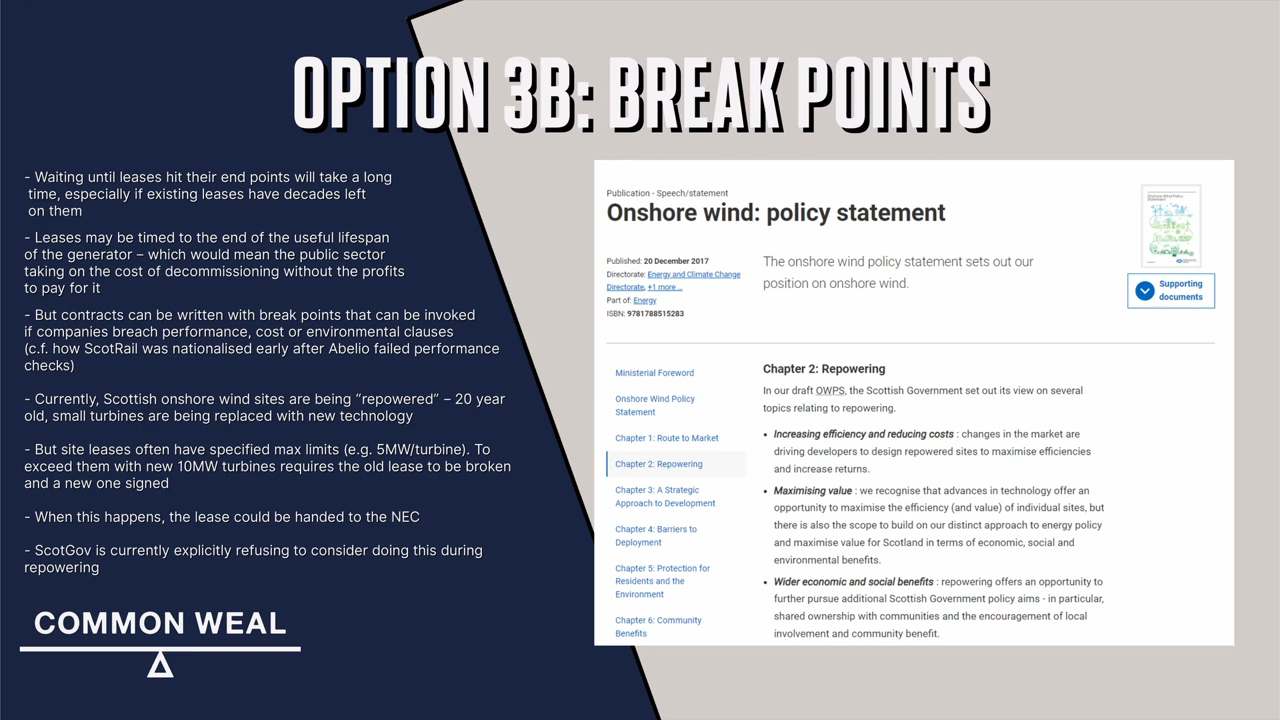 OPTION 3B: BREAK POINTS
- Waiting until leases hit their end points will take a long
time, especially if existing leases have decades left
on them
- Leases may be timed to the end of the useful lifespan
of the generator – which would mean the public sector
taking on the cost of decommissioning without the profits
to pay for it
- But contracts can be written with break points that can be invoked
if companies breach performance, cost or environmental clauses
(c.f. how ScotRail was nationalised early after Abelio failed performance
checks)
- Currently, Scottish onshore wind sites are being “repowered” – 20 year
old, small turbines are being replaced with new technology
- But site leases often have specified max limits (e.g. 5MW/turbine). To
exceed them with new 10MW turbines requires the old lease to be broken
and a new one signed
- When this happens, the lease could be handed to the NEC
- ScotGov is currently explicitly refusing to consider doing this during
repowering
COMMON WEAL
Publication - Speech/statement
Onshore wind: policy statement
Published: 20 December 2017
Directorate: Energy and Climate Change
Directorate, +1 more ...
Part of: Energy
ISBN: 9781788515283
The onshore wind policy statement sets out our
position on onshore wind.
Supporting
documents
Ministerial Foreword
Onshore Wind Policy
Statement
Chapter 1: Route to Market
Chapter 2: Repowering
Chapter 3: A Strategic
Approach to Development
Chapter 4: Barriers to
Deployment
Chapter 5: Protection for
Residents and the
Environment
Chapter 6: Community
Benefits
Chapter 2: Repowering
In our draft OWPS, the Scottish Government set out its view on several
topics relating to repowering.
• Increasing efficiency and reducing costs : changes in the market are
driving developers to design repowered sites to maximise efficiencies
and increase returns.
• Maximising value : we recognise that advances in technology offer an
opportunity to maximise the efficiency (and value) of individual sites, but
there is also the scope to build on our distinct approach to energy policy
and maximise value for Scotland in terms of economic, social and
environmental benefits.
• Wider economic and social benefits : repowering offers an opportunity to
further pursue additional Scottish Government policy aims - in particular,
shared ownership with communities and the encouragement of local
involvement and community benefit.